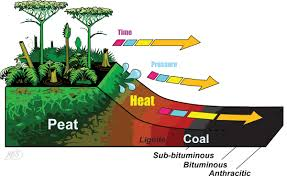 Time
Pressure
Heat
Peat
Lignite
Coal
Sub-bituminous
Bituminous
Anthracitic